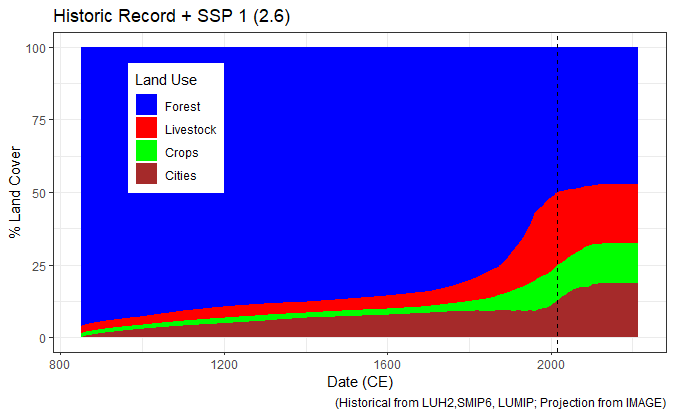 Historic Record + SSP 1 (2.6)
100
75
50
25
0
% Land Cover
Land Use
Forest
Livestock
Crops
Cities
800
1200
1600
2000
Date (CE)
(Historical from LUH2,SMIP6, LUMIP; Projection from IMAGE)